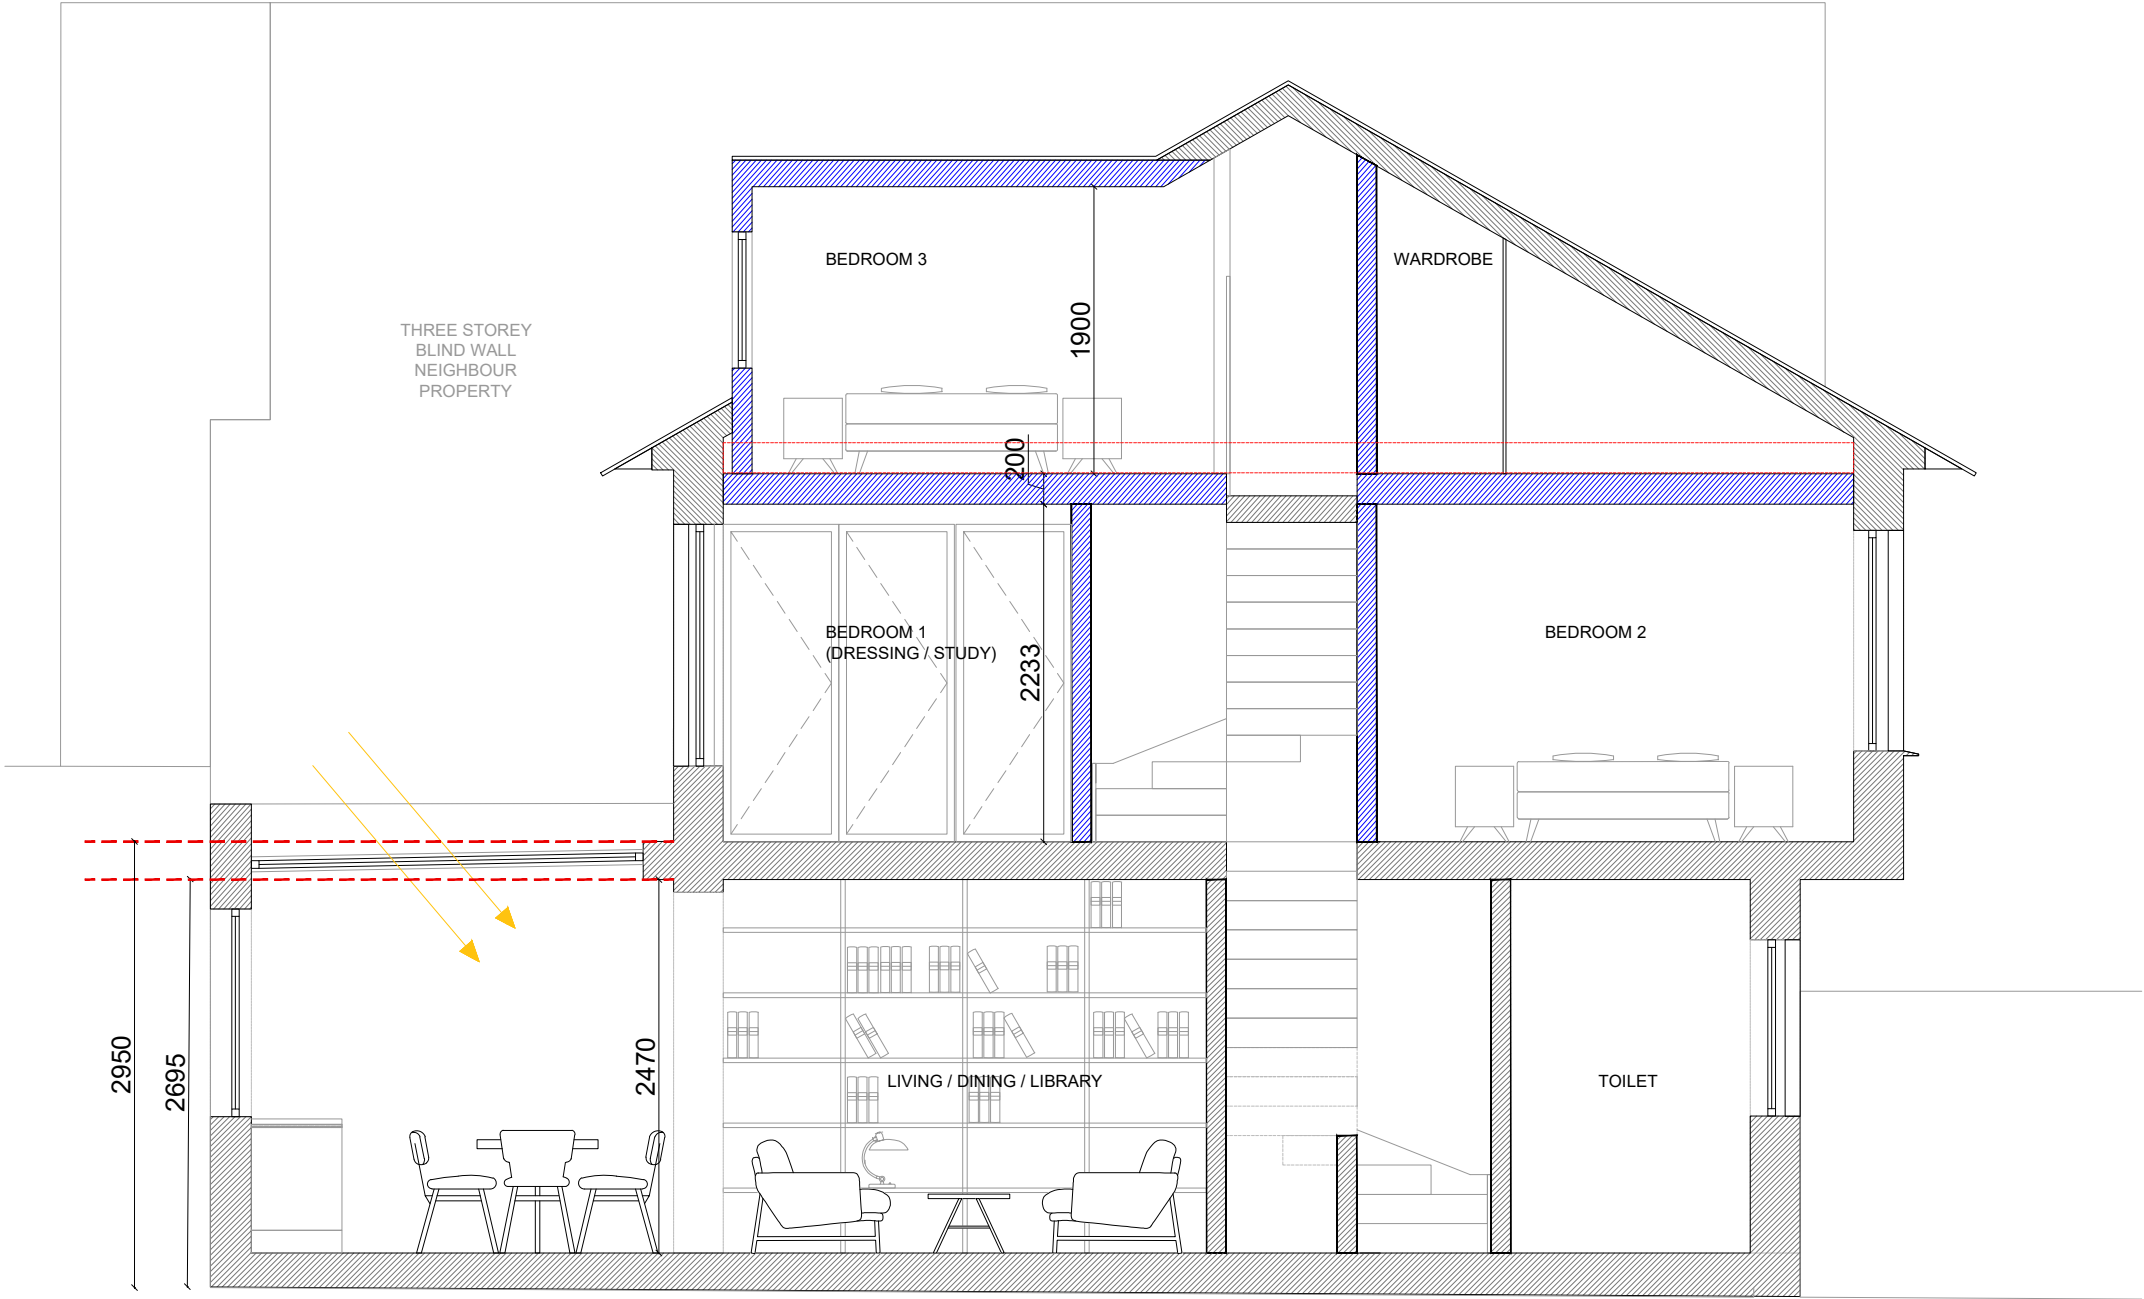 BEDROOM 3
WARDROBE
THREE STOREY
BLIND WALL
NEIGHBOUR
PROPERTY
1900
200
BEDROOM 1
(DRESSING / STUDY)
2233
BEDROOM 2
2950
2695
2470
LIVING / DINING / LIBRARY
TOILET